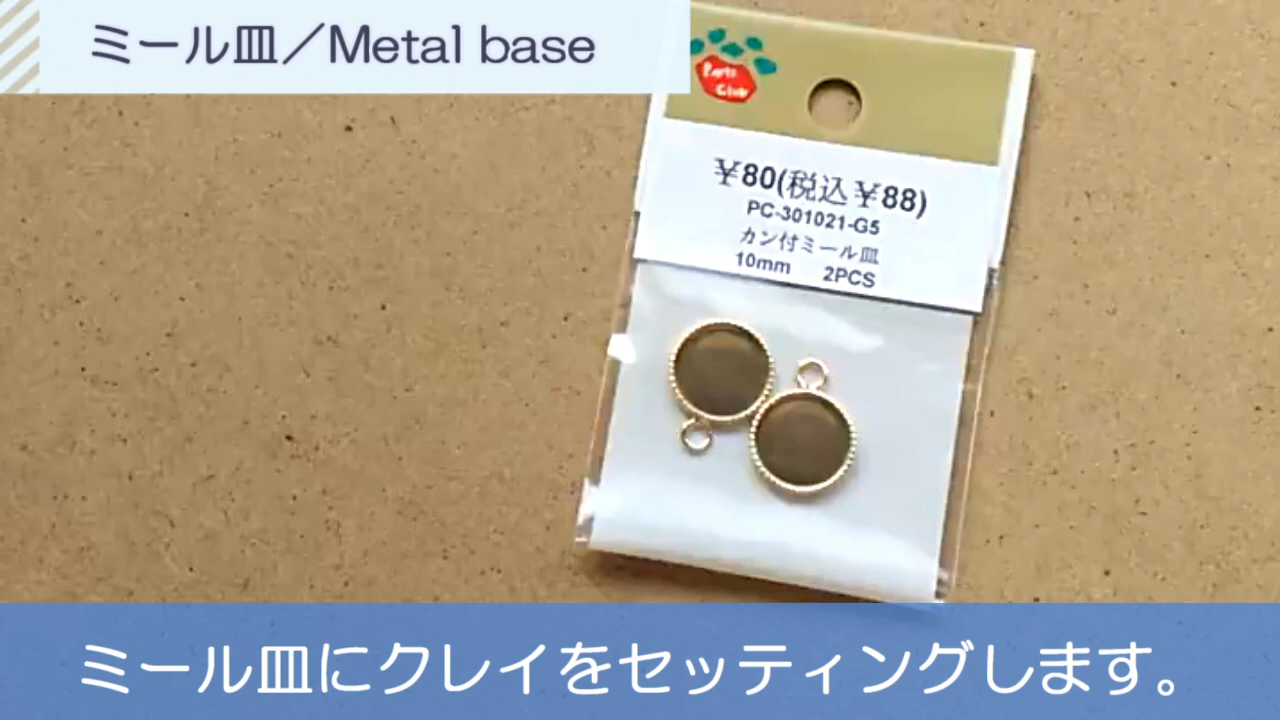 ミール皿／Metal base
Parts
Club
￥80(税込￥88)
PC-301021-G5
カン付ミール皿
10mm 2PCS
ミール皿にクレイをセッティングします。